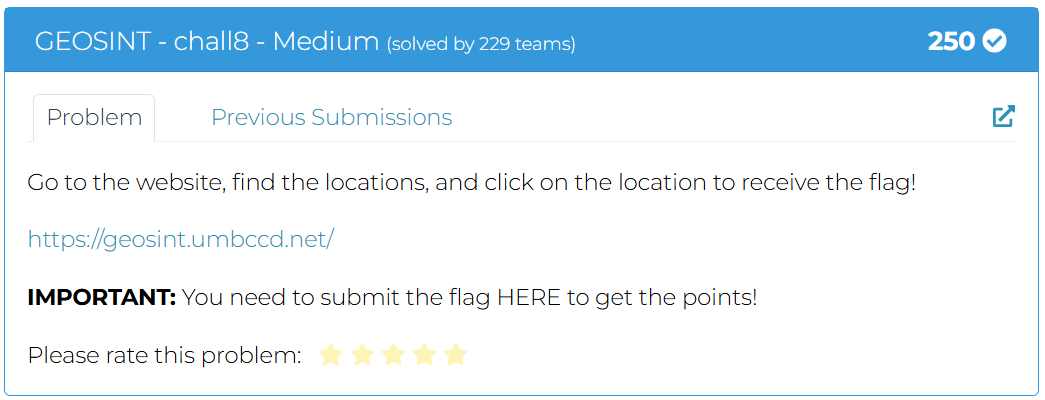 GEOSINT - chall8 - Medium (solved by 229 teams) 250
Problem Previous Submissions
Go to the website, find the locations, and click on the location to receive the flag!
https://geosint.umbccd.net/
IMPORTANT: You need to submit the flag HERE to get the points!
Please rate this problem: